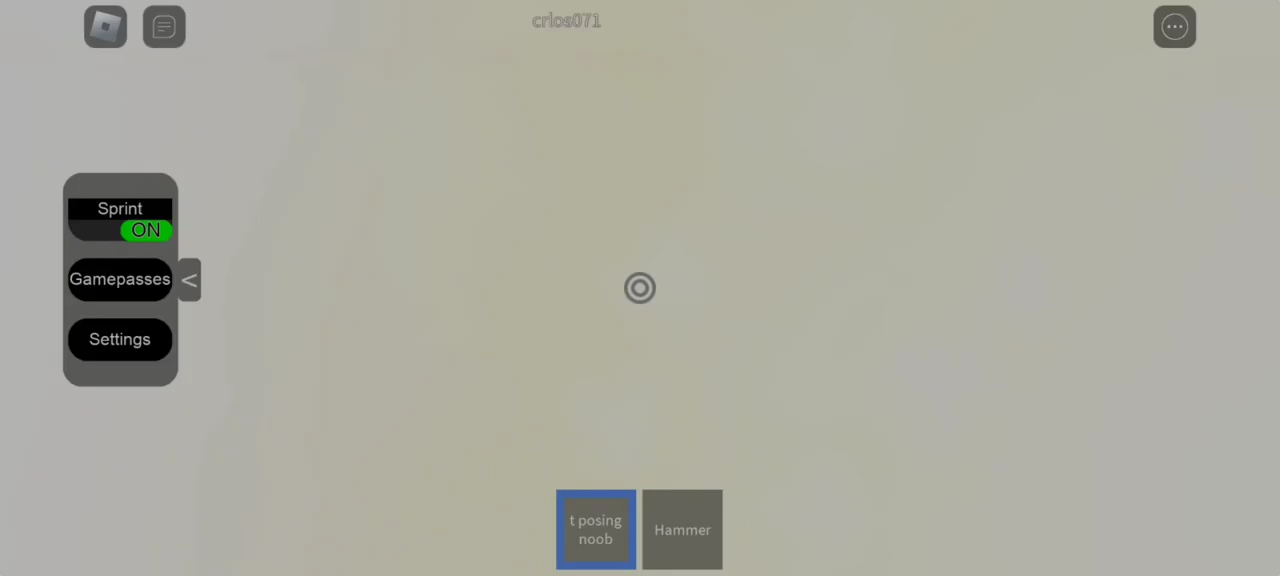 crlos071
Sprint
ON
Gamepasses
<
Settings
t posing
noob
Hammer